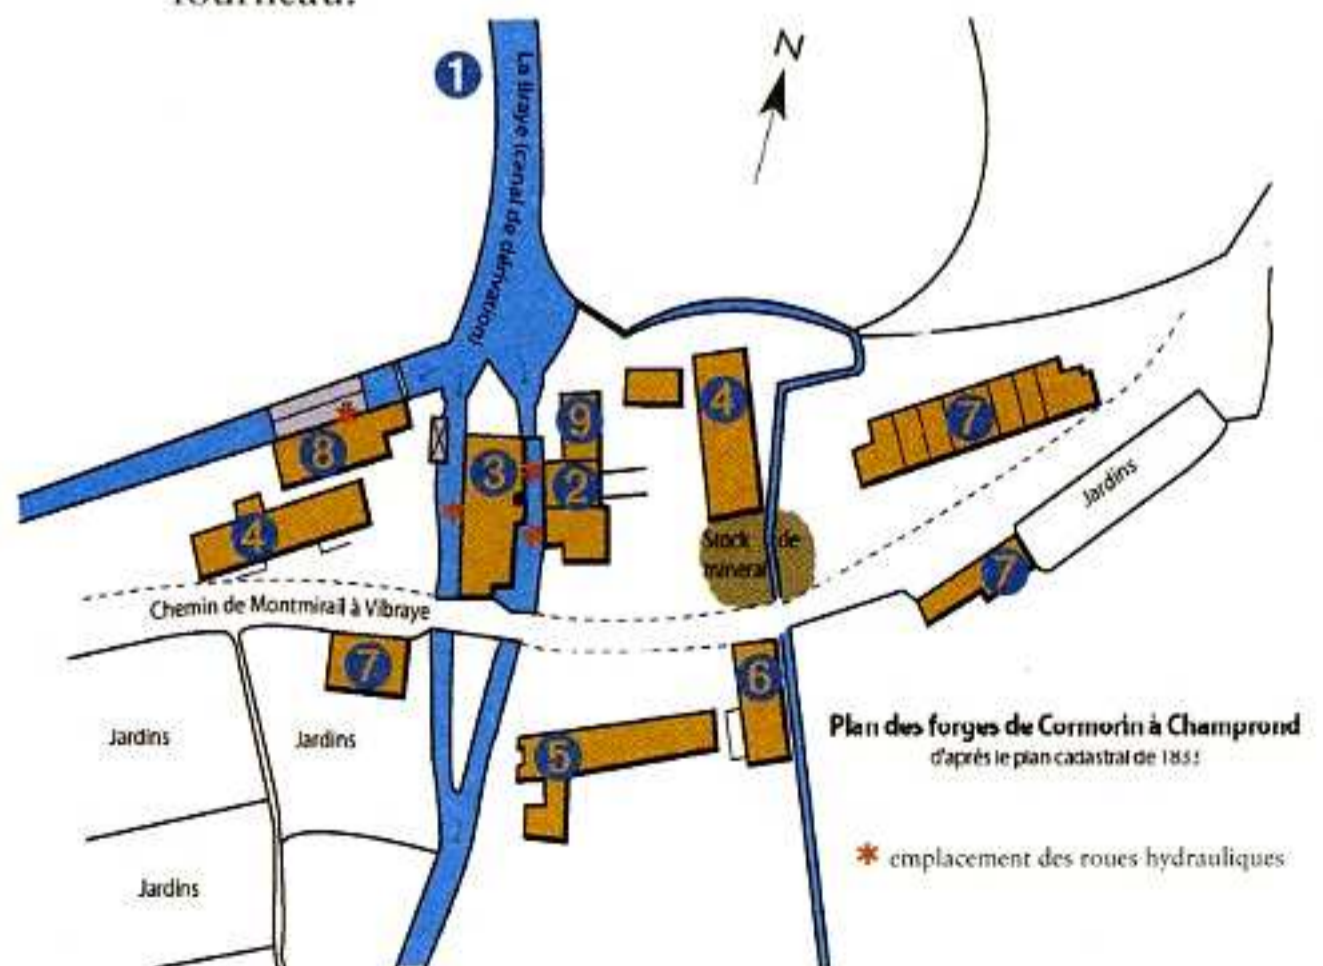 N
1
La Braye (canal de dérivation)
9
4
7
8
3
2
4
Stock de
minerai
Jardins
7
Chemin de Montmirail à Vibraye
7
6
Jardins
Jardins
5
Plan des forges de Cormorin à Champrond
d'après le plan cadastral de
Jardins
* emplacement des roues hydrauliques